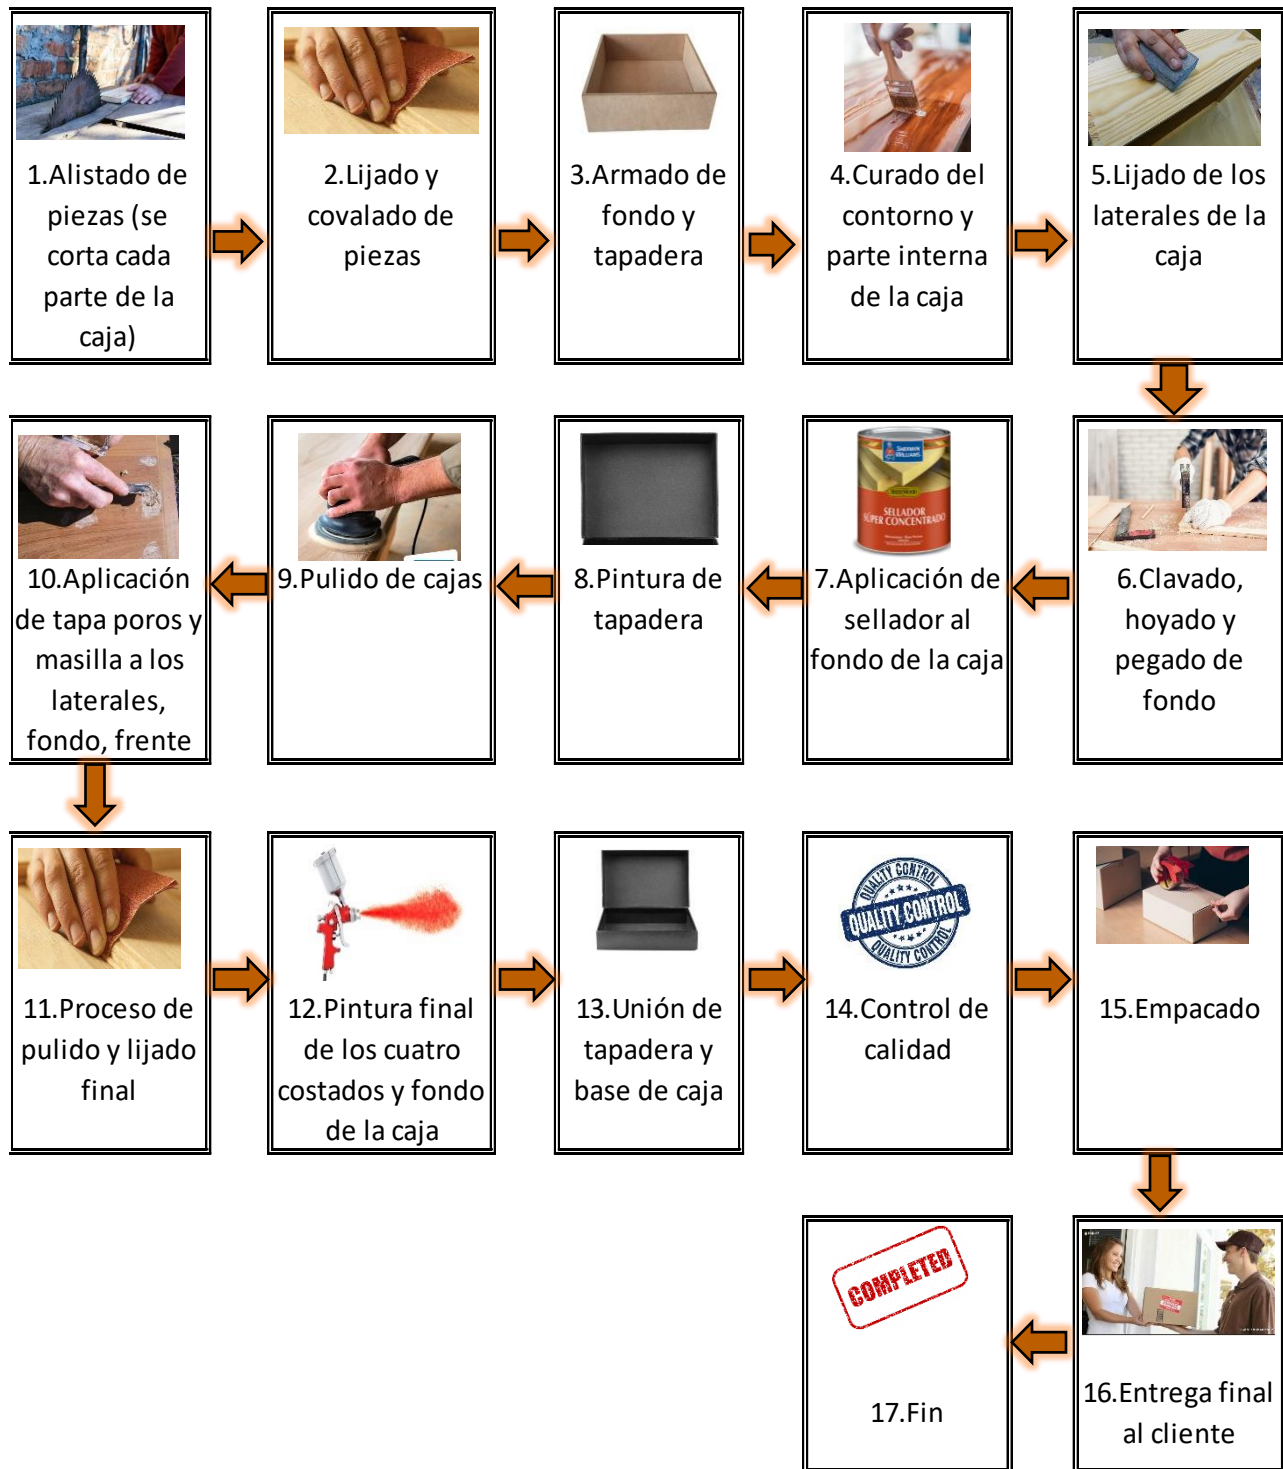 1.Alistado de
piezas (se
corta cada
parte de la
caja)
2.Lijado y
covalado de
piezas
3.Armado de
fondo y
tapadera
4.Curado del
contorno y
parte interna
de la caja
5.Lijado de los
laterales de la
caja
6.Clavado,
hoyado y
pegado de
fondo
SHERWIN
WILLIAMS
SELLADOR
SÚPER CONCENTRADO
7.Aplicación de
sellador al
fondo de la caja
8.Pintura de
tapadera
9.Pulido de cajas
10.Aplicación
de tapa poros y
masilla a los
laterales,
fondo, frente
11.Proceso de
pulido y lijado
final
12.Pintura final
de los cuatro
costados y fondo
de la caja
13.Unión de
tapadera y
base de caja
QUALITY CONTROL
QUALITY CONTROL
QUALITY CONTROL
QUALITY CONTROL
QUALITY CONTROL
14.Control de
calidad
15.Empacado
16.Entrega final
al cliente
COMPLETED
17.Fin